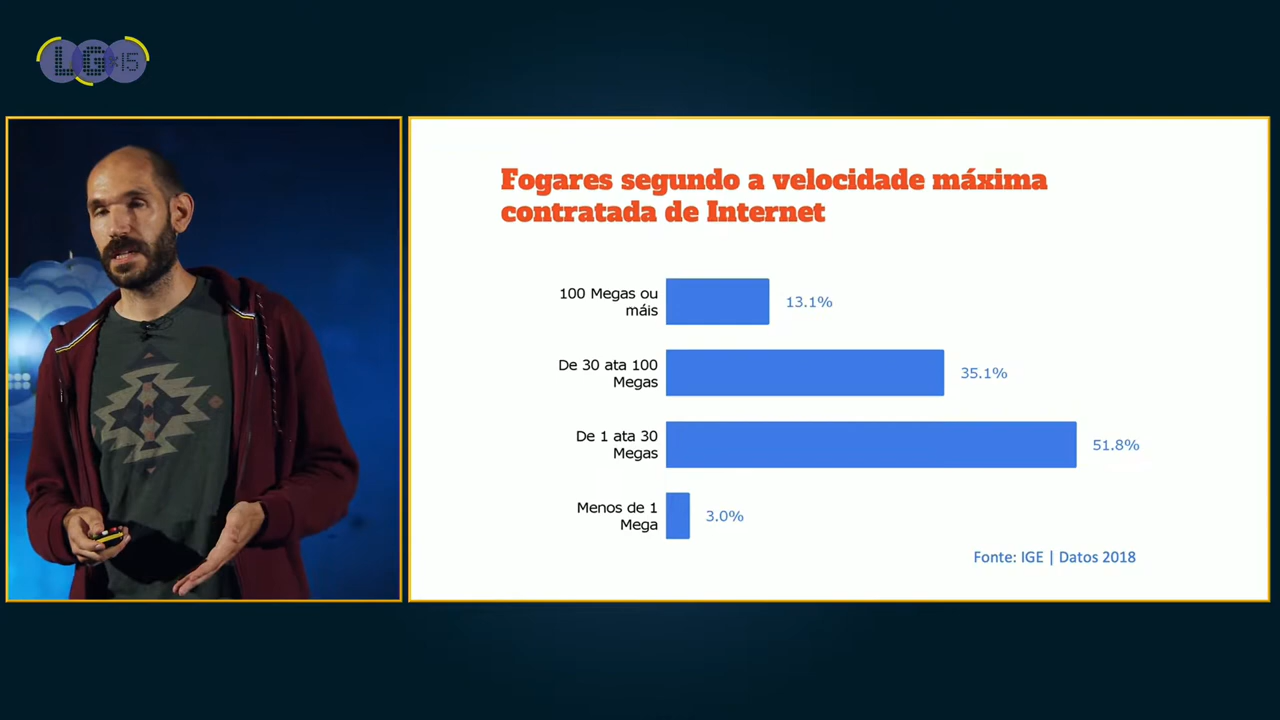 LG x15
Fogares segundo a velocidade máxima
contratada de Internet
100 Megas ou
máis
13.1%
De 30 ata 100
Megas
35.1%
De 1 ata 30
Megas
51.8%
Menos de 1
Mega
3.0%
Fonte: IGE | Datos 2018